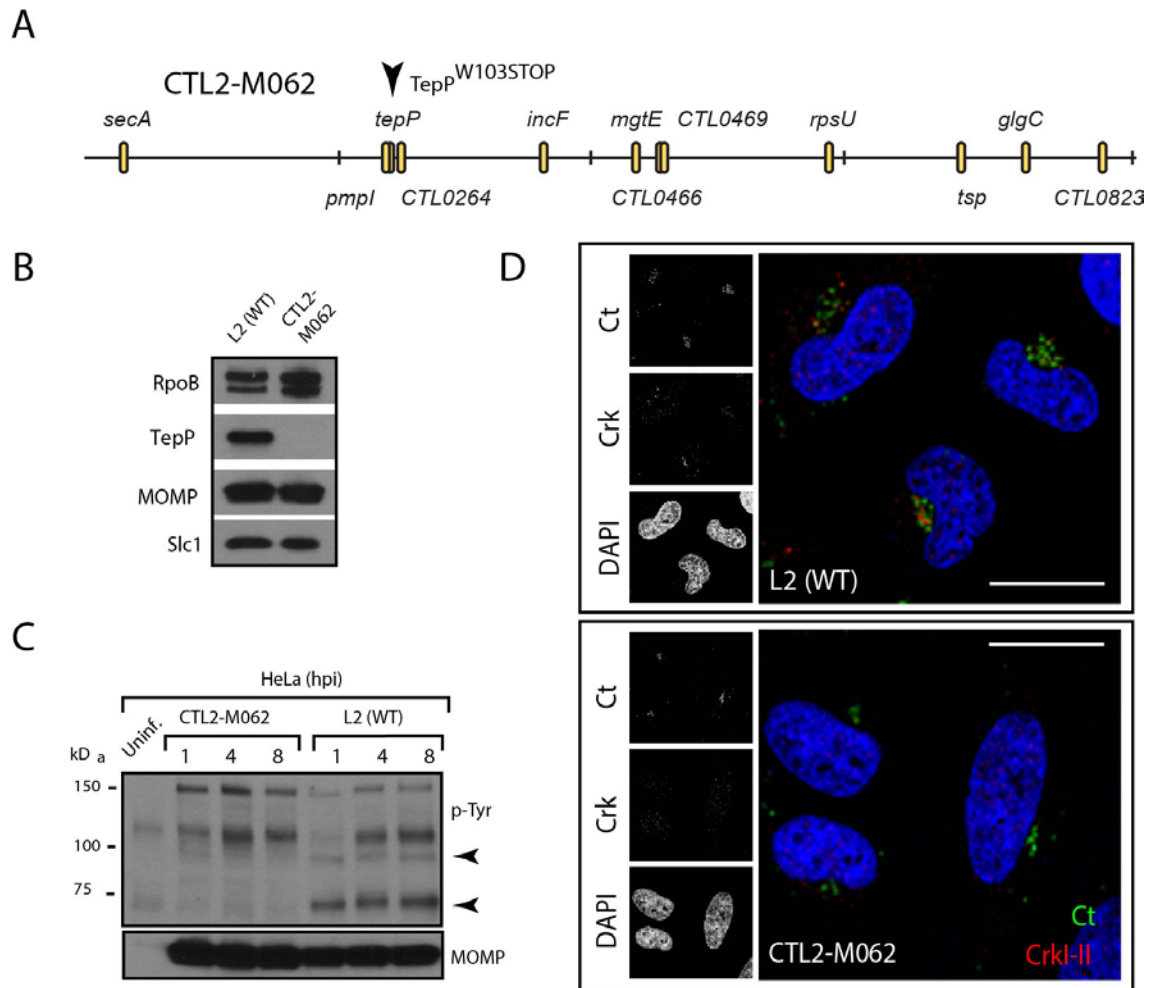 A
CTL2-M062
TepP^W103STOP
secA
tepP
incF
mgtE
CTL0469
rpsU
glgC
pmpI
CTL0264
CTL0466
tsp
CTL0823
B
L2 (WT)
CTL2-
M062
RpoB
TepP
MOMP
Slc1
C
HeLa (hpi)
Uninf.
CTL2-M062
L2 (WT)
kD a
1 4 8 1 4 8
150
100
75
p-Tyr
MOMP
D
Ct
Crk
DAPI
L2 (WT)
Ct
Crk
DAPI
CTL2-M062
Ct
CrkI-II